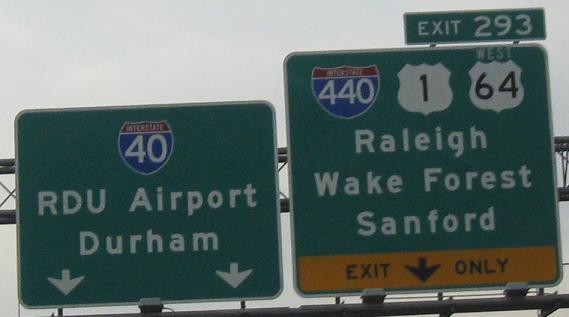 EXIT 293
INTERSTATE
40
RDU Airport
Durham
INTERSTATE
440
1
WEST
64
Raleigh
Wake Forest
Sanford
EXIT ONLY